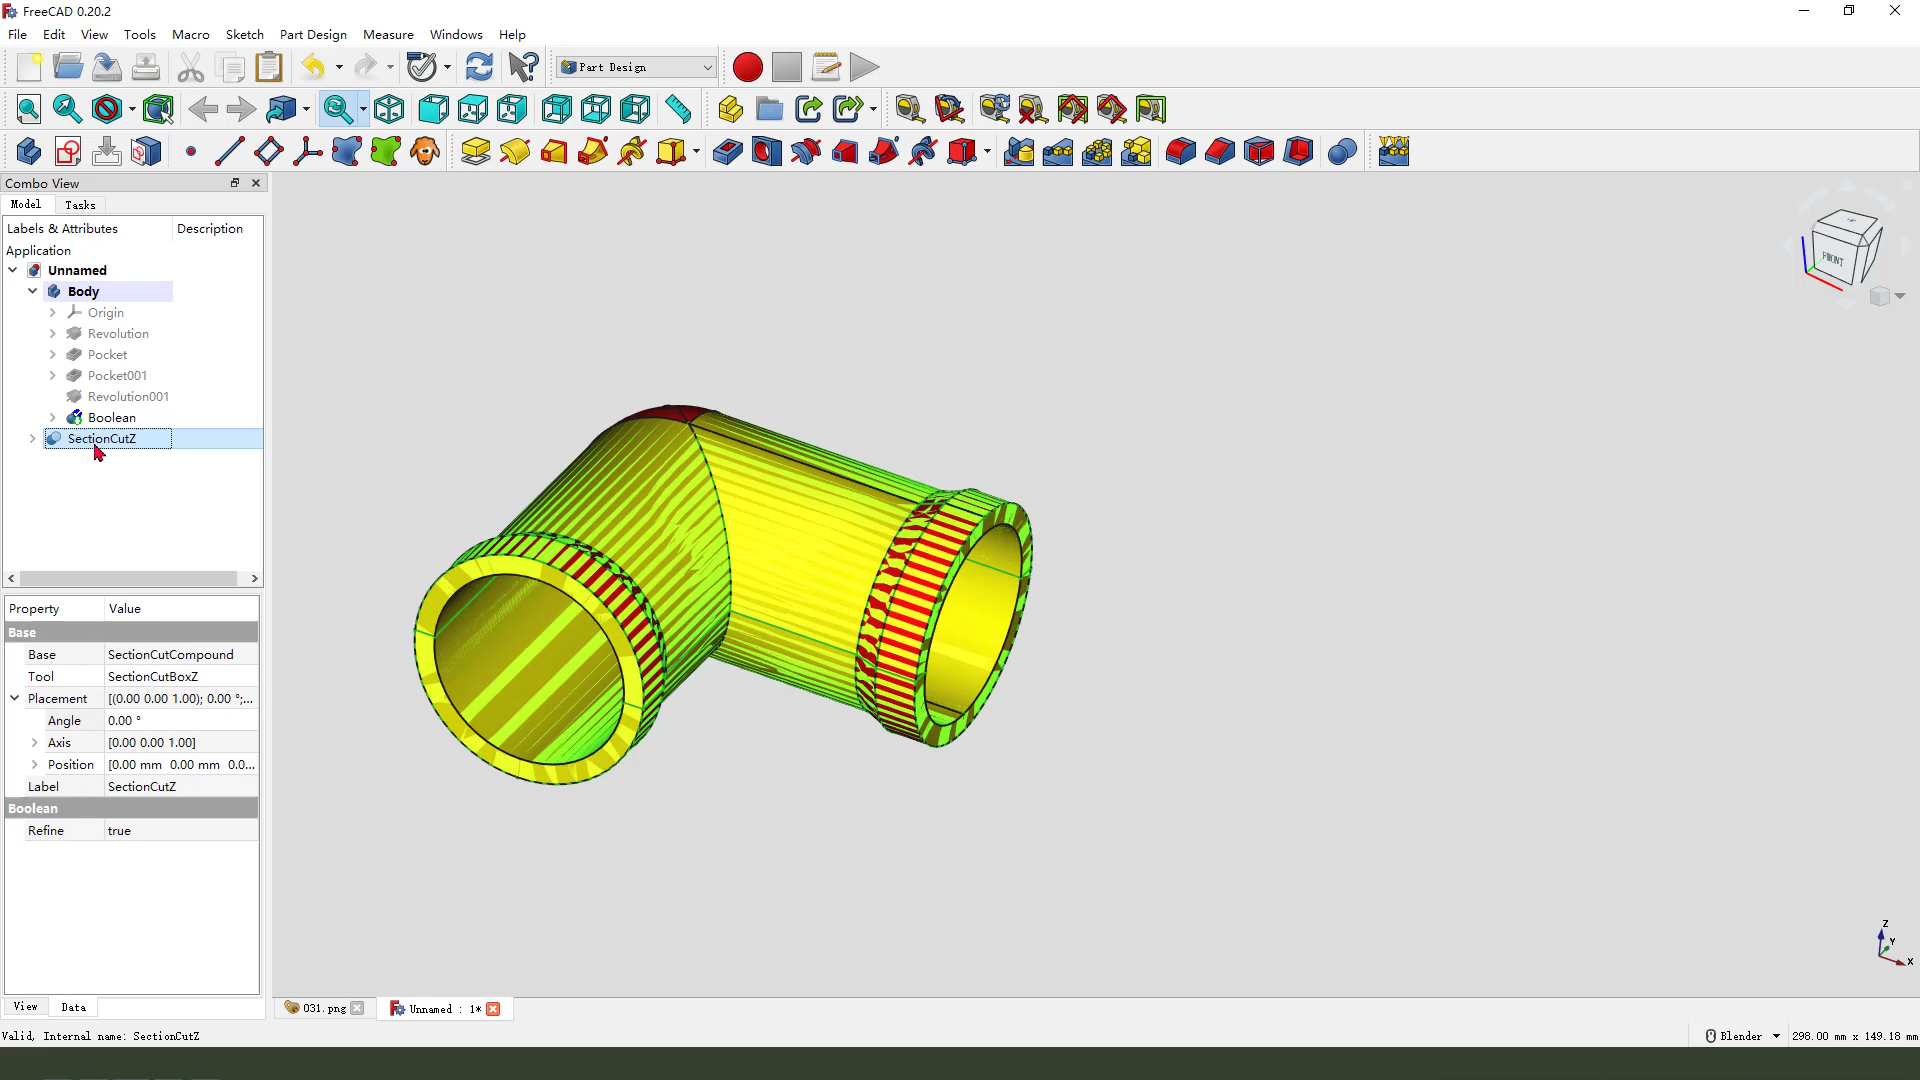 FreeCAD 0.20.2
File Edit View Tools Macro Sketch Part Design Measure Windows Help
Part Design
Combo View
Model Tasks
Labels & Attributes Description
Application
Unnamed
Body
Origin
Revolution
Pocket
Pocket001
Revolution001
Boolean
SectionCutZ
FRONT
Property Value
Base
Base SectionCutCompound
Tool SectionCutBoxZ
Placement [(0.00 0.00 1.00); 0.00 °;...
Angle 0.00 °
Axis [0.00 0.00 1.00]
Position [0.00 mm 0.00 mm 0.0...
Label SectionCutZ
Boolean
Refine true
Z
Y
X
View Data
031.png Unnamed : 1*
Valid, Internal name: SectionCutZ
Blender 298.00 mm x 149.18 mm